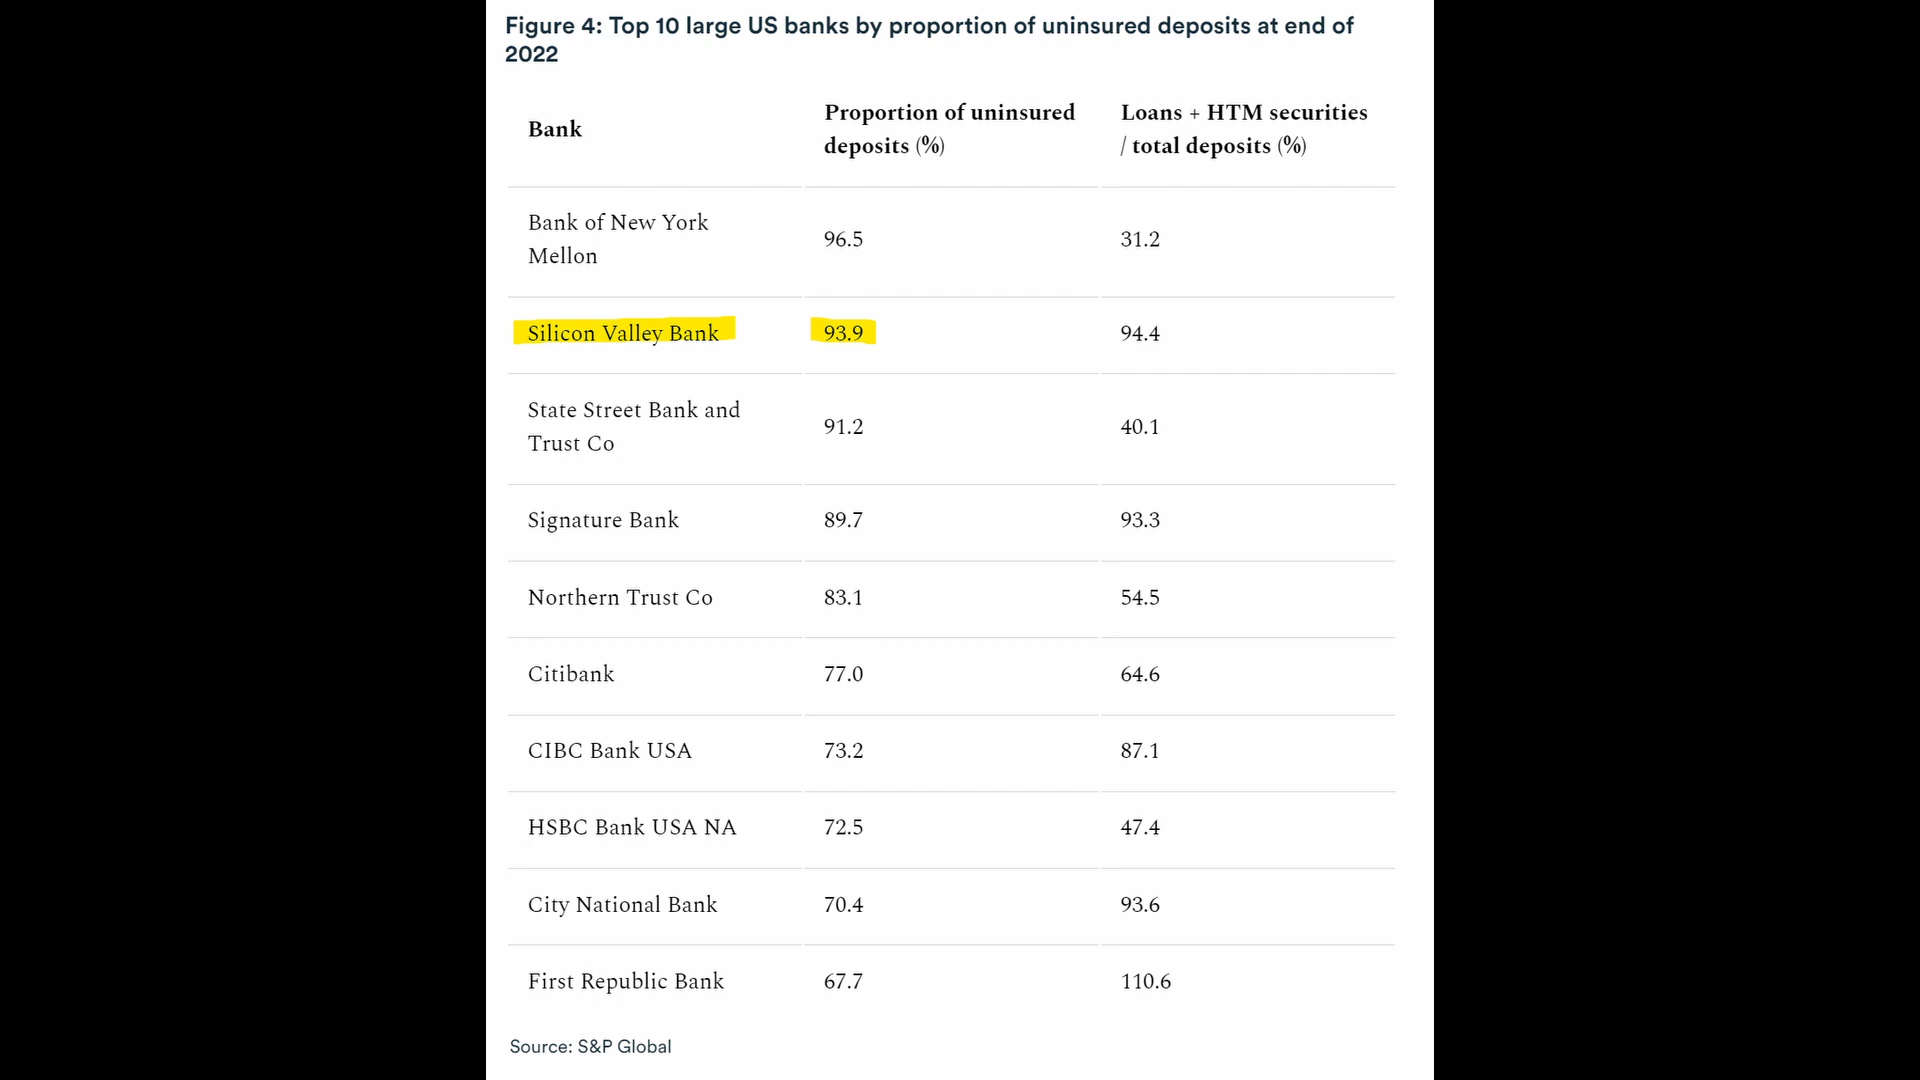 Figure 4: Top 10 large US banks by proportion of uninsured deposits at end of
2022
Bank
Proportion of uninsured
deposits (%)
Loans + HTM securities
/ total deposits (%)
Bank of New York
Mellon
96.5
31.2
Silicon Valley Bank
93.9
94.4
State Street Bank and
Trust Co
91.2
40.1
Signature Bank
89.7
93.3
Northern Trust Co
83.1
54.5
Citibank
77.0
64.6
CIBC Bank USA
73.2
87.1
HSBC Bank USA NA
72.5
47.4
City National Bank
70.4
93.6
First Republic Bank
67.7
110.6
Source: S&P Global